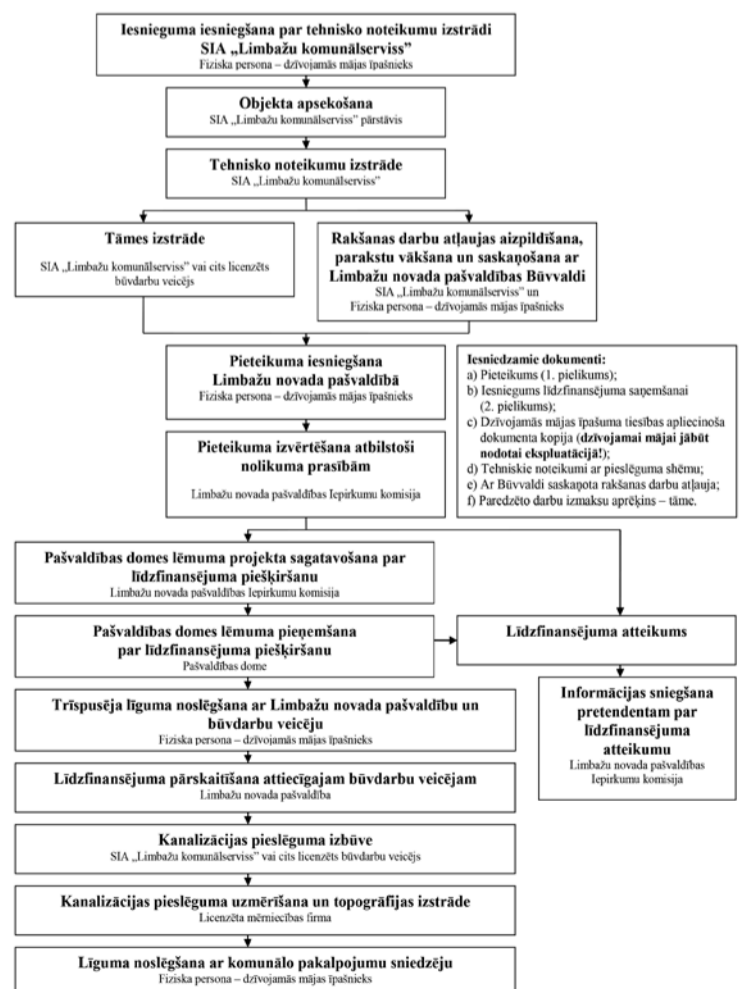 Iesnieguma iesniegšana par tehnisko noteikumu izstrādi
SIA „Limbažu komunālserviss”
Fiziska persona – dzīvojamās mājas īpašnieks
Objekta apsekošana
SIA „Limbažu komunālserviss” pārstāvis
Tehnisko noteikumu izstrāde
SIA „Limbažu komunālserviss”
Tāmes izstrāde
SIA „Limbažu komunālserviss” vai cits licenzēts
būvdarbu veicējs
Rakšanas darbu atļaujas aizpildīšana,
parakstu vākšana un saskaņošana ar
Limbažu novada pašvaldības Būvvaldi
SIA „Limbažu komunālserviss” un
Fiziska persona – dzīvojamās mājas īpašnieks
Pieteikuma iesniegšana
Limbažu novada pašvaldībā
Fiziska persona – dzīvojamās mājas īpašnieks
Pieteikuma izvērtēšana atbilstoši
nolikuma prasībām
Limbažu novada pašvaldības Iepirkumu komisija
Iesniedzamie dokumenti:
a) Pieteikums (1. pielikums);
b) Iesniegums līdzfinansējuma saņemšanai
(2. pielikums);
c) Dzīvojamās mājas īpašuma tiesības apliecinoša
dokumenta kopija (dzīvojamai mājai jābūt
nodotai ekspluatācijā!);
d) Tehniskie noteikumi ar pieslēguma shēmu;
e) Ar Būvvaldi saskaņota rakšanas darbu atļauja;
f) Paredzēto darbu izmaksu aprēķins – tāme.
Pašvaldības domes lēmuma projekta sagatavošana par
līdzfinansējuma piešķiršanu
Limbažu novada pašvaldības Iepirkumu komisija
Pašvaldības domes lēmuma pieņemšana
par līdzfinansējuma piešķiršanu
Pašvaldības dome
Līdzfinansējuma atteikums
Informācijas sniegšana
pretendentam par
līdzfinansējuma
atteikumu
Limbažu novada pašvaldības
Iepirkumu komisija
Trīspusēja līguma noslēgšana ar Limbažu novada pašvaldību un
būvdarbu veicēju
Fiziska persona – dzīvojamās mājas īpašnieks
Līdzfinansējuma pārskaitīšana attiecīgajam būvdarbu veicējam
Limbažu novada pašvaldība
Kanalizācijas pieslēguma izbūve
SIA „Limbažu komunālserviss” vai cits licenzēts būvdarbu veicējs
Kanalizācijas pieslēguma uzmērīšana un topogrāfijas izstrāde
Licenzēta mērniecības firma
Līguma noslēgšana ar komunālo pakalpojumu sniedzēju
Fiziska persona – dzīvojamās mājas īpašnieks